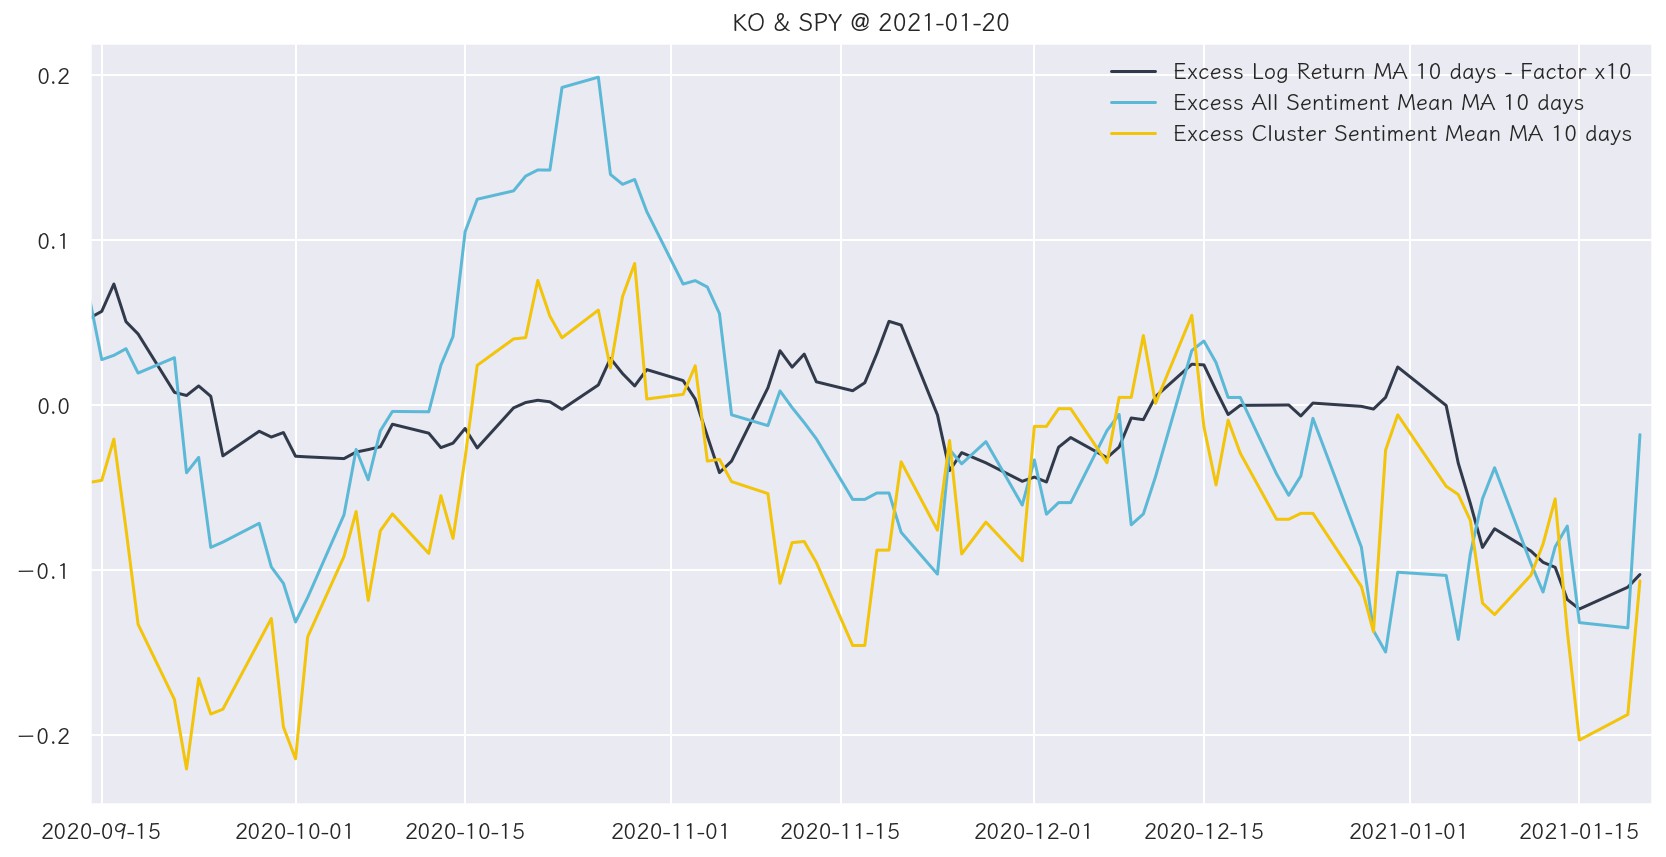 KO & SPY @ 2021-01-20
Excess Log Return MA 10 days - Factor x10
Excess All Sentiment Mean MA 10 days
Excess Cluster Sentiment Mean MA 10 days
0.2
0.1
0.0
−0.1
−0.2
2020-09-15 2020-10-01 2020-10-15 2020-11-01 2020-11-15 2020-12-01 2020-12-15 2021-01-01 2021-01-15